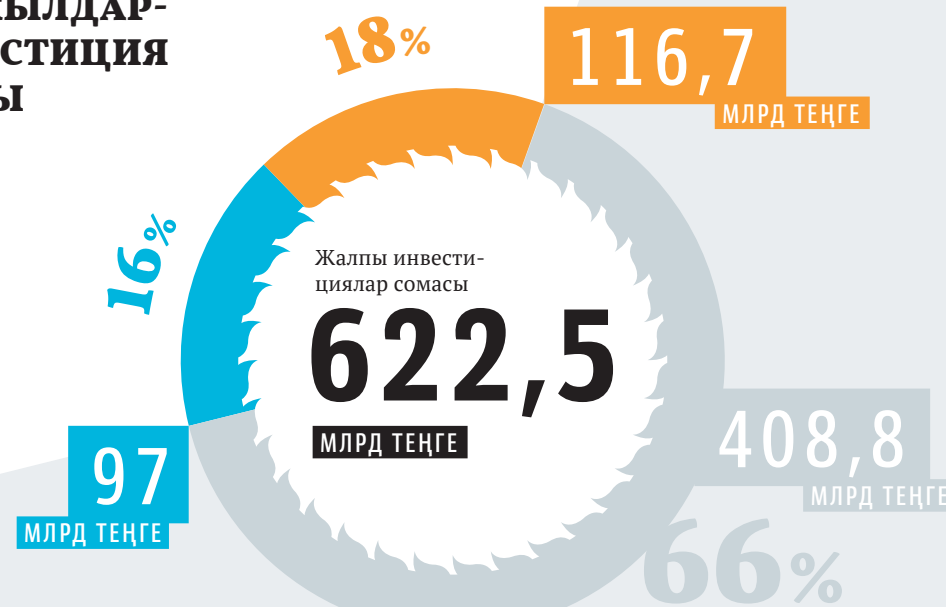 СТИЦИЯ
18%
116,7
МЛРД ТЕҢГЕ
16%
Жалпы инвести-
циялар сомасы
622,5
МЛРД ТЕҢГЕ
97
МЛРД ТЕҢГЕ
408,8
МЛРД ТЕҢГЕ
66%